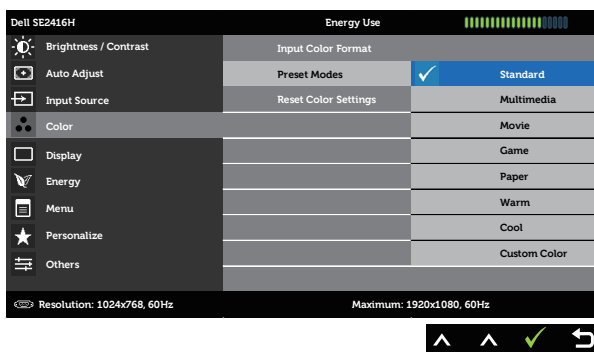 Dell SE2416H Energy Use
Brightness / Contrast Input Color Format
Auto Adjust Preset Modes Standard
Input Source Reset Color Settings Multimedia
Color Movie
Display Game
Energy Paper
Menu Warm
Personalize Cool
Others Custom Color
Resolution: 1024x768, 60Hz Maximum: 1920x1080, 60Hz